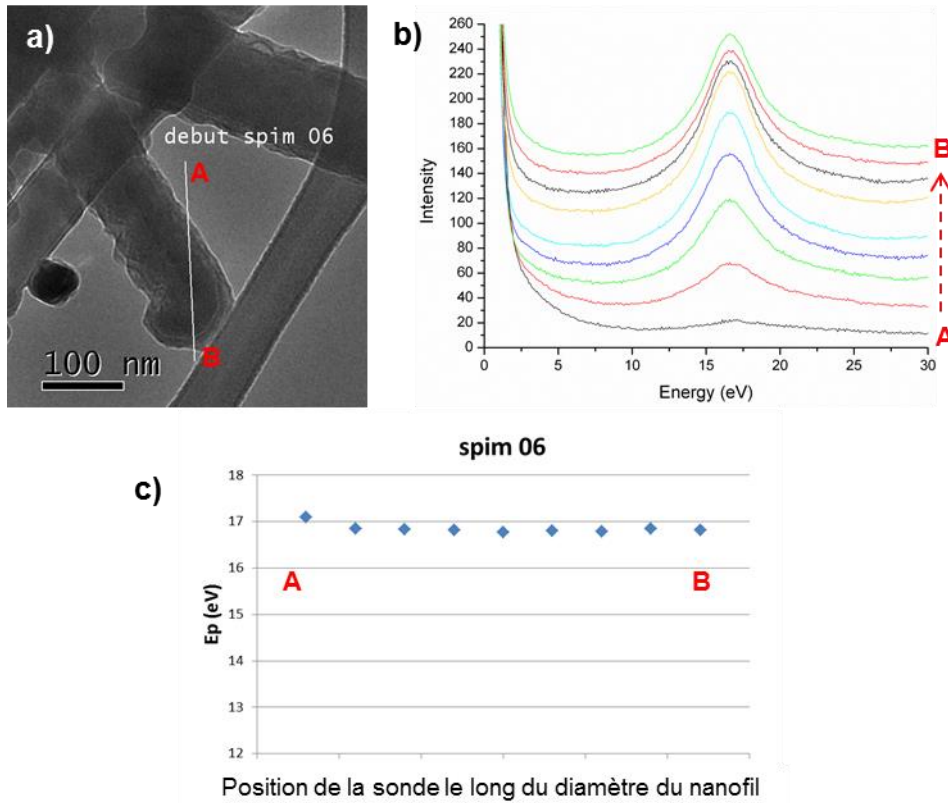 a)
debut spim 06
A
B
100 nm
b)
260
240
220
200
180
160
140
120
100
80
60
40
20
0
Intensity
0 5 10 15 20 25 30
Energy (eV)
B
A
c)
spim 06
18
17
16
15
14
13
12
Ep (eV)
A
B
Position de la sonde le long du diamètre du nanofil